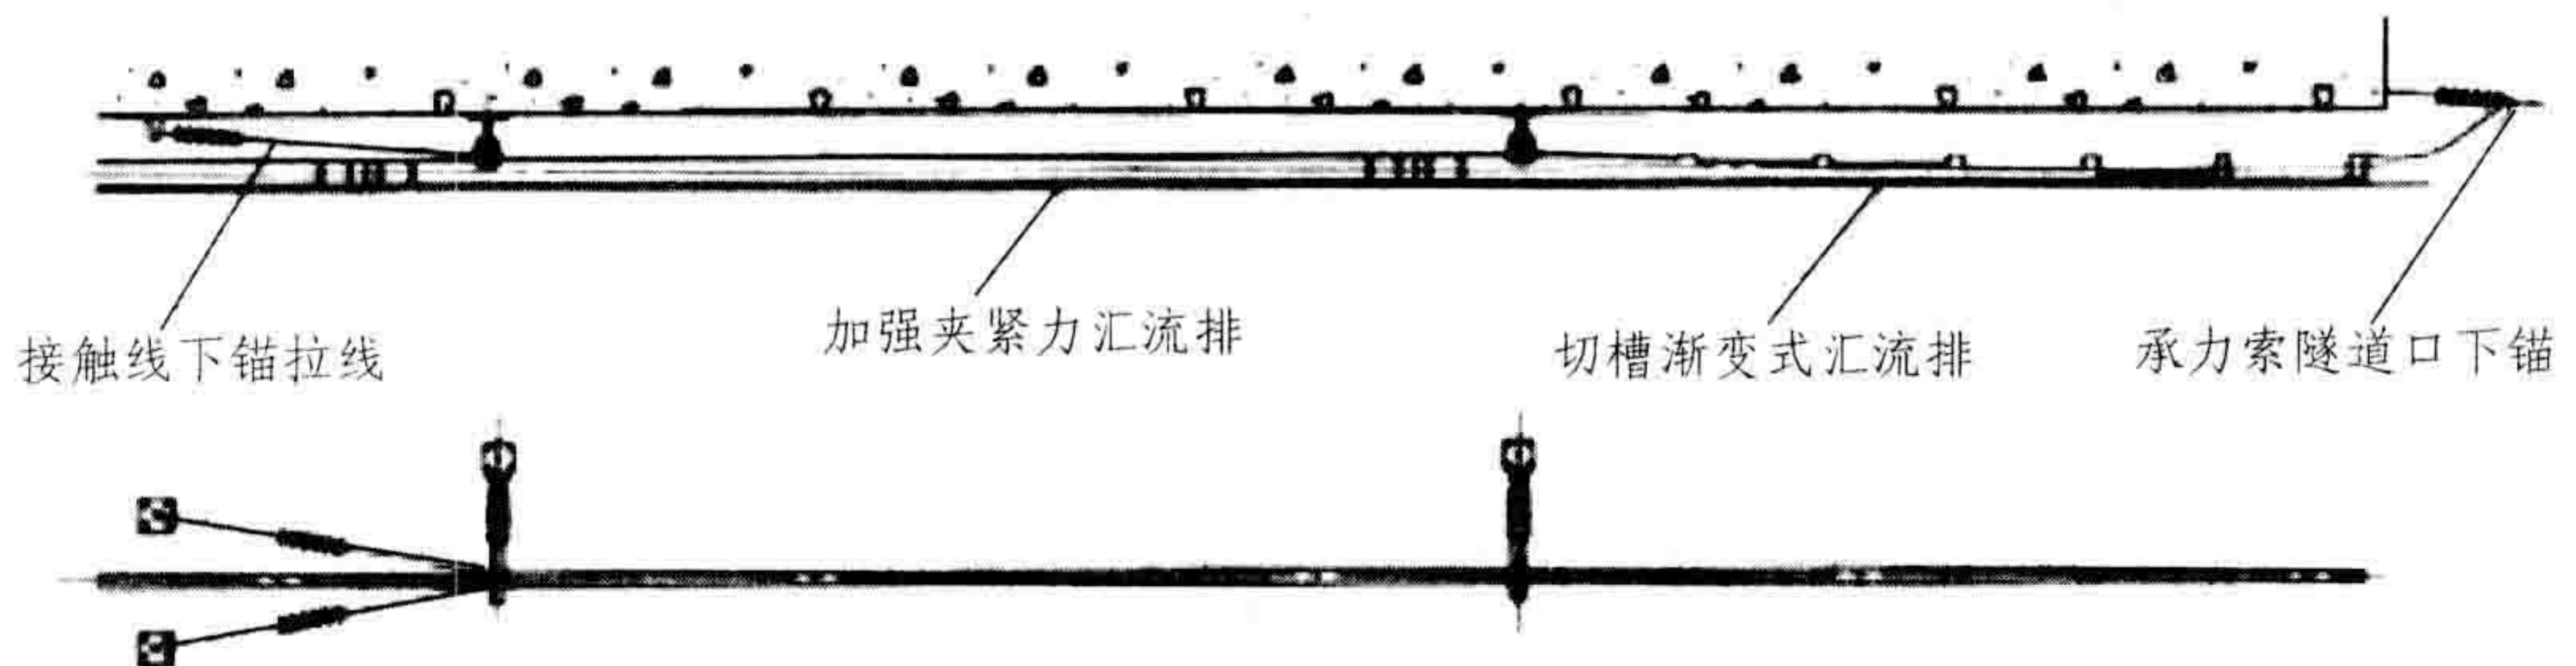 接触线下锚拉线
加强夹紧力汇流排
切槽渐变式汇流排
承力索隧道口下锚